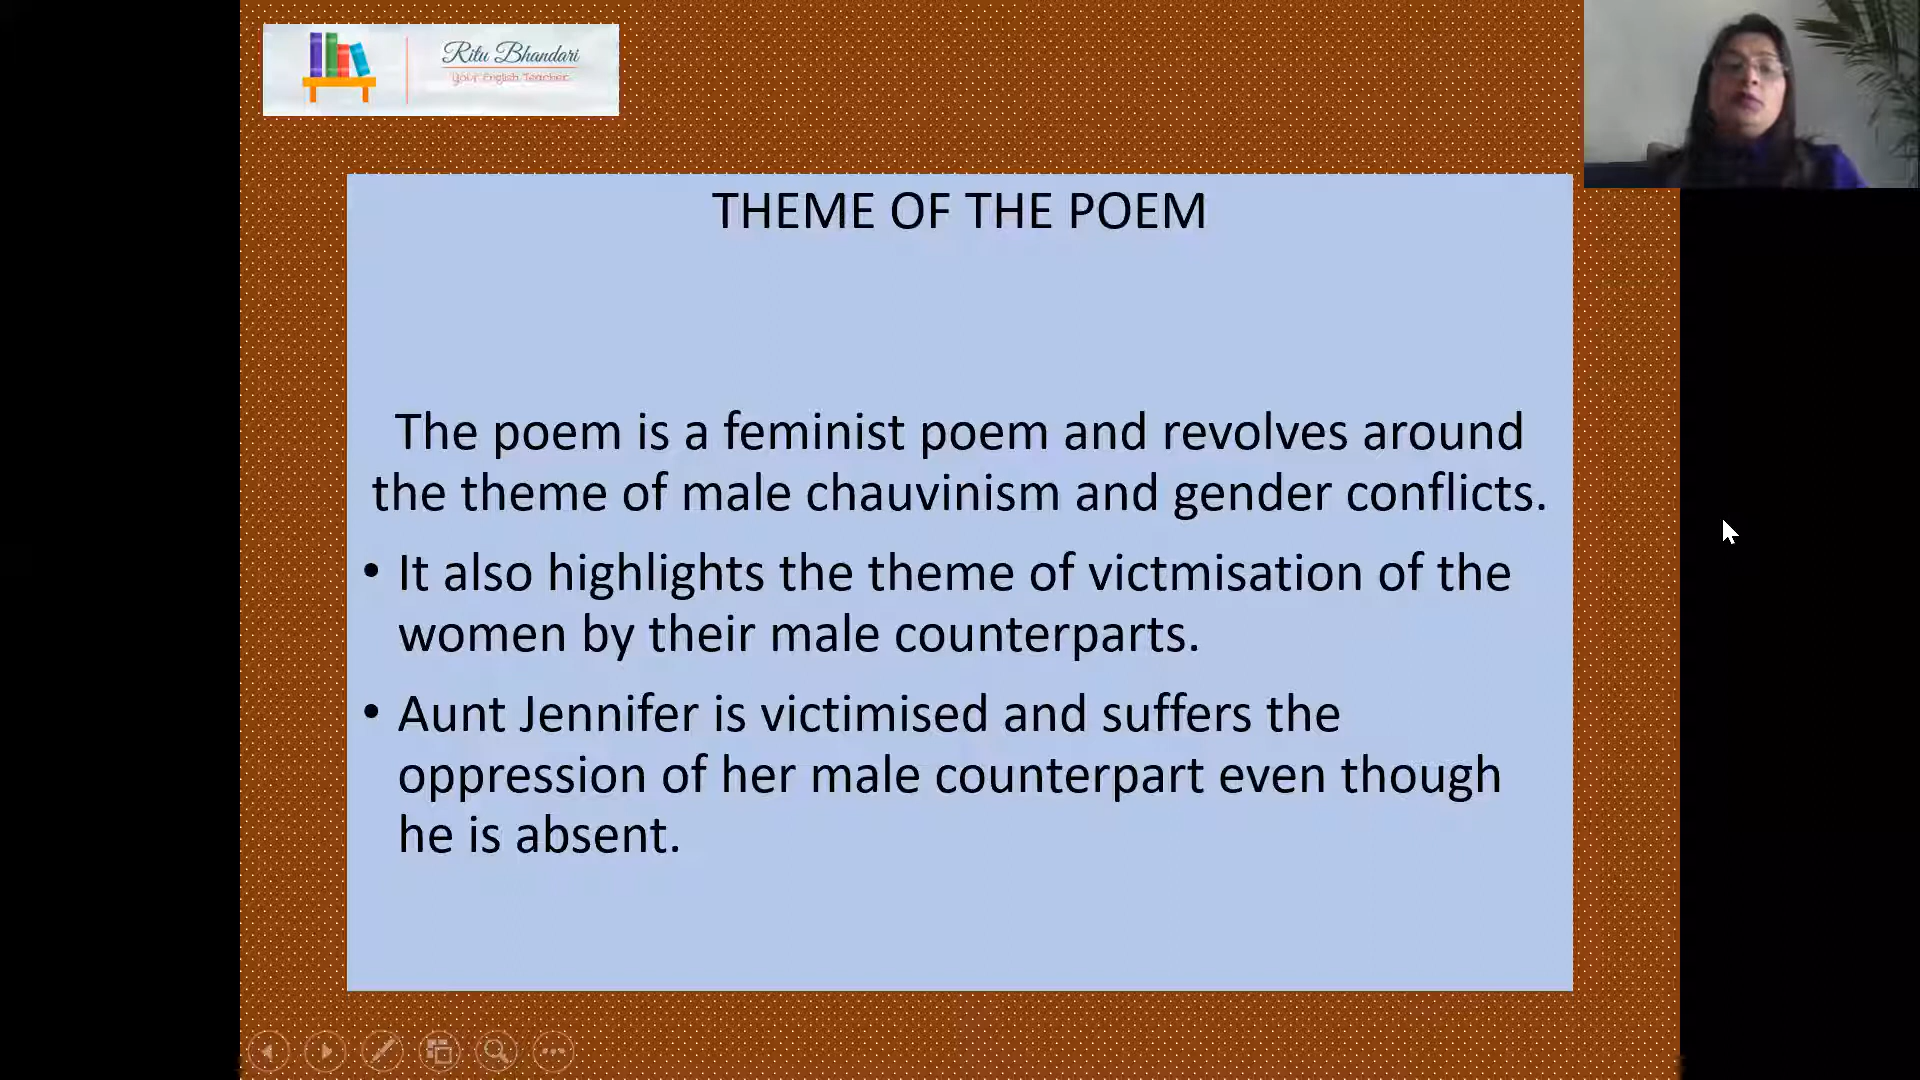 Ritu Bhandari
Your English Teacher
THEME OF THE POEM
The poem is a feminist poem and revolves around
the theme of male chauvinism and gender conflicts.
• It also highlights the theme of victmisation of the
women by their male counterparts.
• Aunt Jennifer is victimised and suffers the
oppression of her male counterpart even though
he is absent.